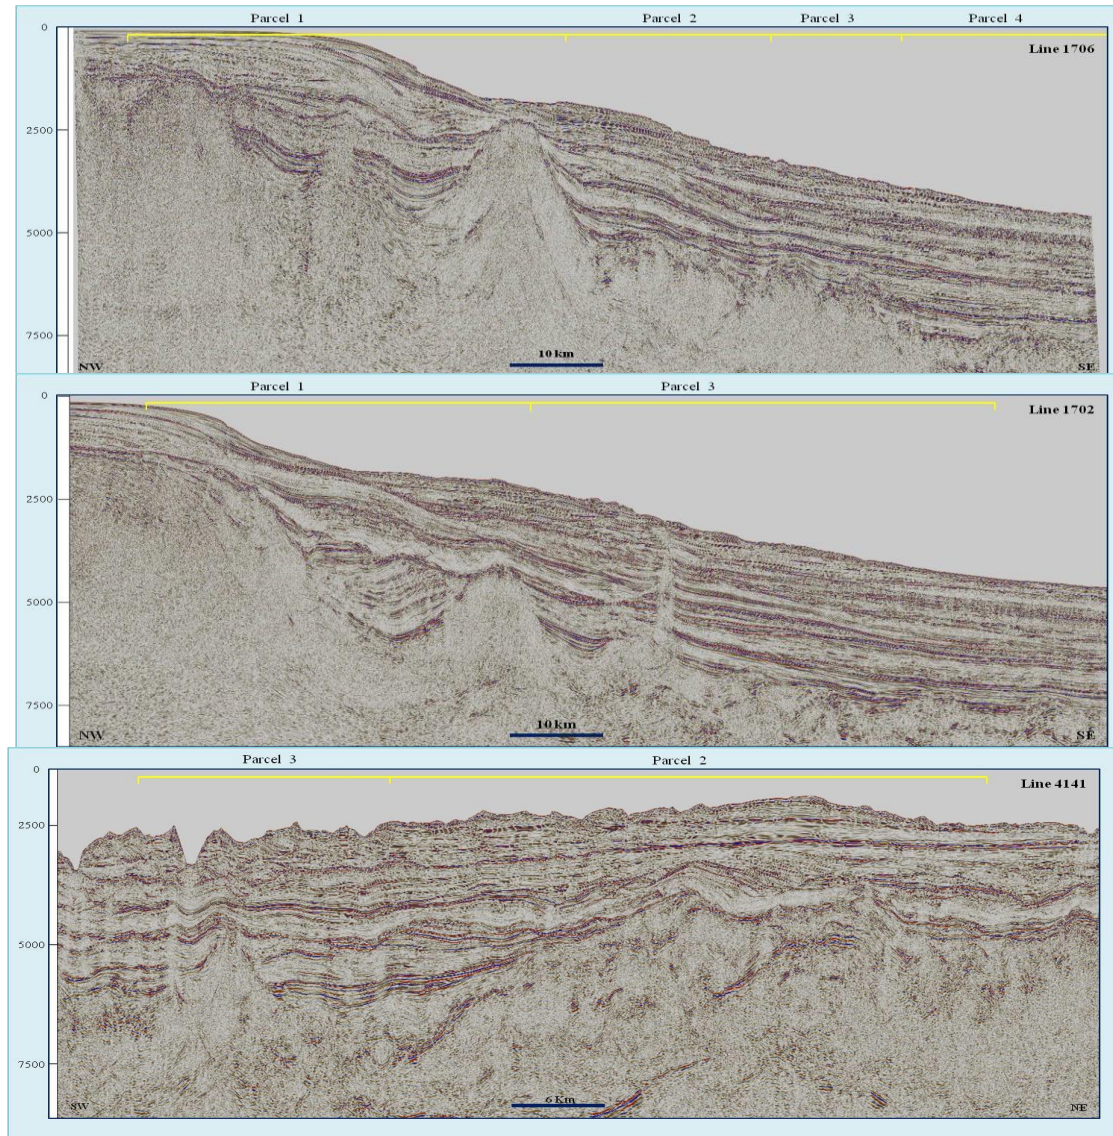 Parcel 1 Parcel 2 Parcel 3 Parcel 4
0
Line 1706
2500
5000
7500
10 km
NW SE
Parcel 1 Parcel 3
0
Line 1702
2500
5000
7500
10 km
NW SE
Parcel 3 Parcel 2
0
Line 4141
2500
5000
7500
6 Km
SW NE